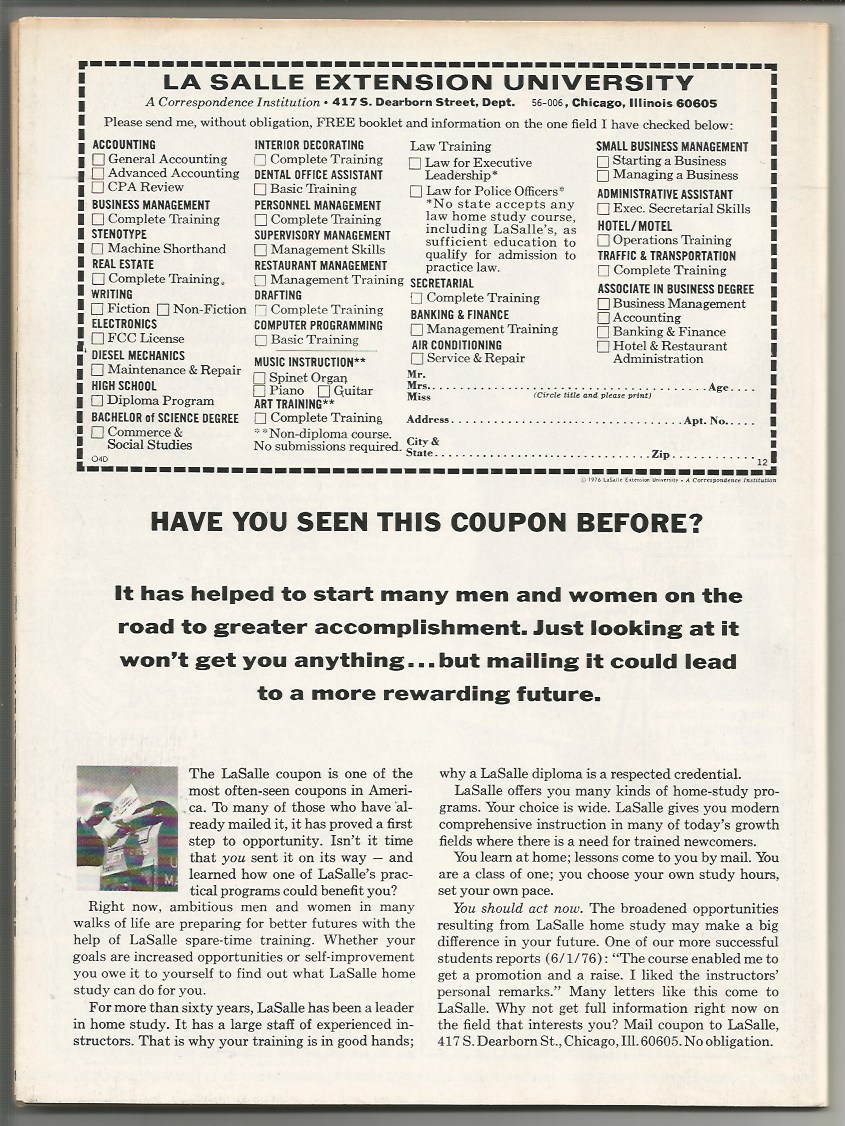 LA SALLE EXTENSION UNIVERSITY
A Correspondence Institution • 417 S. Dearborn Street, Dept. 56-006, Chicago, Illinois 60605
Please send me, without obligation, FREE booklet and information on the one field I have checked below:
ACCOUNTING
General Accounting
Advanced Accounting
CPA Review
BUSINESS MANAGEMENT
Complete Training
STENOTYPE
Machine Shorthand
REAL ESTATE
Complete Training
WRITING
Fiction Non-Fiction
ELECTRONICS
FCC License
DIESEL MECHANICS
Maintenance & Repair
HIGH SCHOOL
Diploma Program
BACHELOR of SCIENCE DEGREE
Commerce &
Social Studies
04D
INTERIOR DECORATING
Complete Training
DENTAL OFFICE ASSISTANT
Basic Training
PERSONNEL MANAGEMENT
Complete Training
SUPERVISORY MANAGEMENT
Management Skills
RESTAURANT MANAGEMENT
Management Training
DRAFTING
Complete Training
COMPUTER PROGRAMMING
Basic Training
MUSIC INSTRUCTION**
Spinet Organ
Piano Guitar
ART TRAINING**
Complete Training
**Non-diploma course.
No submissions required.
Law Training
Law for Executive
Leadership*
Law for Police Officers*
*No state accepts any
law home study course,
including LaSalle's, as
sufficient education to
qualify for admission to
practice law.
SECRETARIAL
Complete Training
BANKING & FINANCE
Management Training
AIR CONDITIONING
Service & Repair
SMALL BUSINESS MANAGEMENT
Starting a Business
Managing a Business
ADMINISTRATIVE ASSISTANT
Exec. Secretarial Skills
HOTEL/MOTEL
Operations Training
TRAFFIC & TRANSPORTATION
Complete Training
ASSOCIATE IN BUSINESS DEGREE
Business Management
Accounting
Banking & Finance
Hotel & Restaurant
Administration
Mr.
Mrs. Age
Miss (Circle title and please print)
Address Apt. No.
City &
State Zip
12
© 1976 LaSalle Extension University • A Correspondence Institution
HAVE YOU SEEN THIS COUPON BEFORE?
It has helped to start many men and women on the
road to greater accomplishment. Just looking at it
won't get you anything...but mailing it could lead
to a more rewarding future.
The LaSalle coupon is one of the
most often-seen coupons in Ameri-
ca. To many of those who have al-
ready mailed it, it has proved a first
step to opportunity. Isn't it time
that you sent it on its way — and
learned how one of LaSalle's prac-
tical programs could benefit you?
Right now, ambitious men and women in many
walks of life are preparing for better futures with the
help of LaSalle spare-time training. Whether your
goals are increased opportunities or self-improvement
you owe it to yourself to find out what LaSalle home
study can do for you.
For more than sixty years, LaSalle has been a leader
in home study. It has a large staff of experienced in-
structors. That is why your training is in good hands;
why a LaSalle diploma is a respected credential.
LaSalle offers you many kinds of home-study pro-
grams. Your choice is wide. LaSalle gives you modern
comprehensive instruction in many of today's growth
fields where there is a need for trained newcomers.
You learn at home; lessons come to you by mail. You
are a class of one; you choose your own study hours,
set your own pace.
You should act now. The broadened opportunities
resulting from LaSalle home study may make a big
difference in your future. One of our more successful
students reports (6/1/76): "The course enabled me to
get a promotion and a raise. I liked the instructors'
personal remarks." Many letters like this come to
LaSalle. Why not get full information right now on
the field that interests you? Mail coupon to LaSalle,
417 S. Dearborn St., Chicago, Ill. 60605. No obligation.